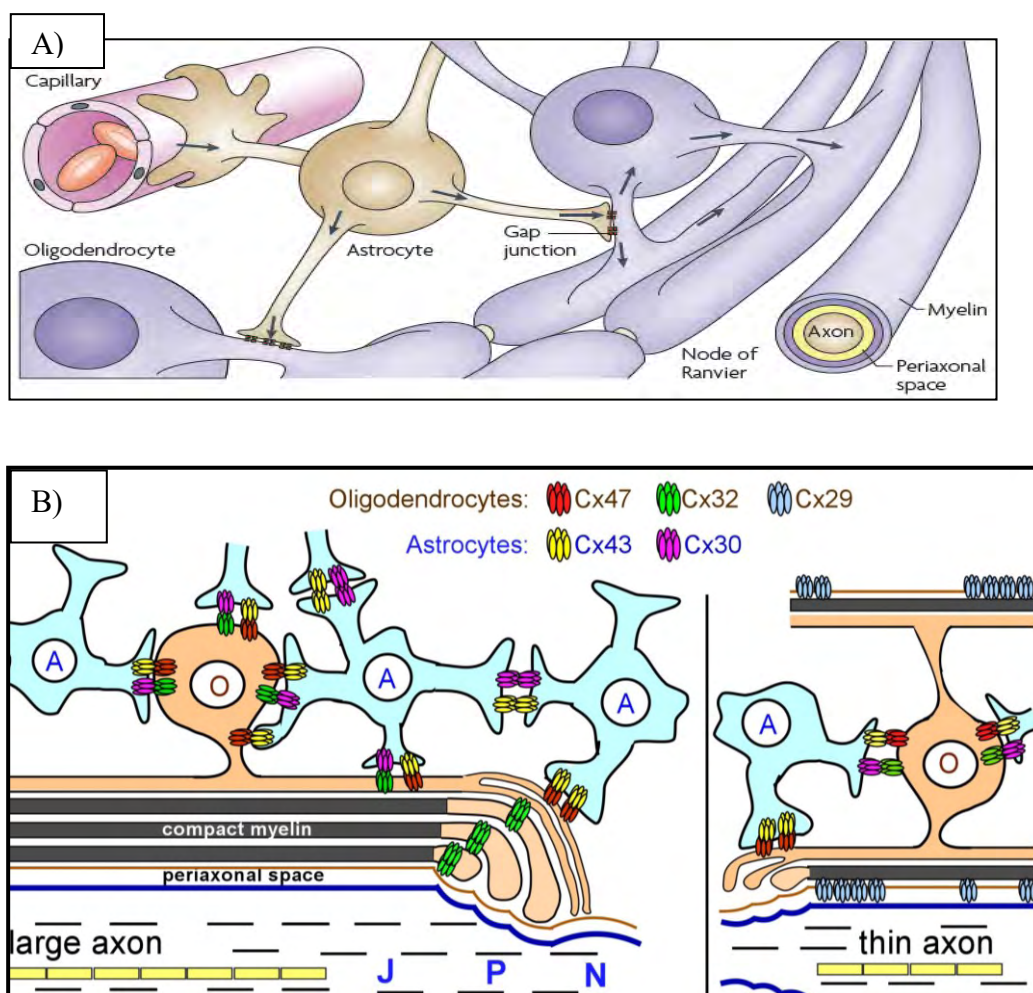 A)
Capillary
Oligodendrocyte
Astrocyte
Gap
junction
Node of
Ranvier
Axon
Myelin
Periaxonal
space
B)
Oligodendrocytes: Cx47 Cx32 Cx29
Astrocytes: Cx43 Cx30
A
O
A
A
A
O
compact myelin
periaxonal space
large axon
J P N
thin axon